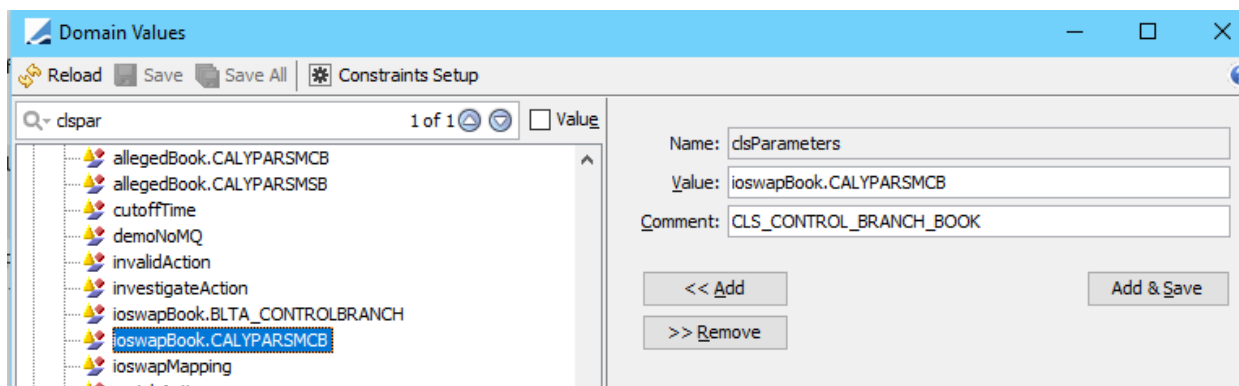 Domain Values
Reload Save Save All Constraints Setup
clspar 1 of 1 Value
allegedBook.CALYPARSMCB
allegedBook.CALYPARSMSB
cutoffTime
demoNoMQ
invalidAction
investigateAction
ioswapBook.BLTA_CONTROLBRANCH
ioswapBook.CALYPARSMCB
ioswapMapping
Name: clsParameters
Value: ioswapBook.CALYPARSMCB
Comment: CLS_CONTROL_BRANCH_BOOK
<< Add Add & Save
>> Remove